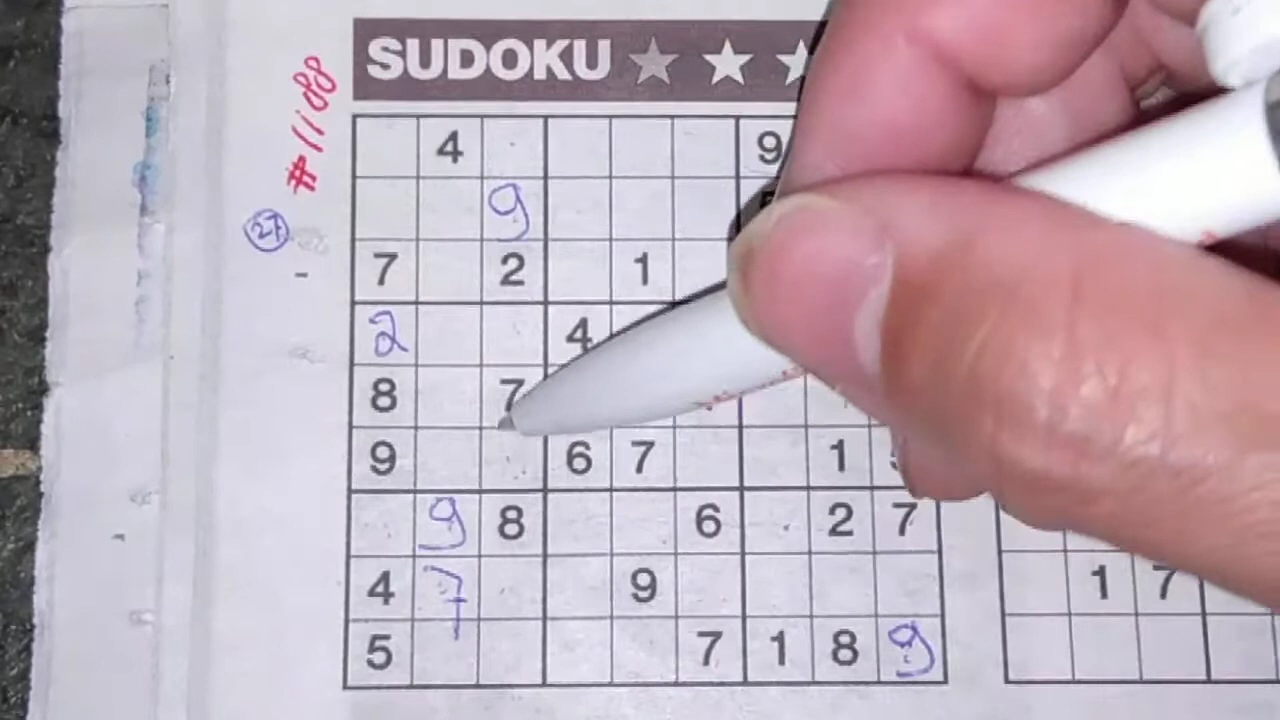 SUDOKU
#1188
27
4 9
9
7 2 1
2 4
8 7
9 6 7 1
9 8 6 2 7
4 7 9
1 7
5 7 1 8 9